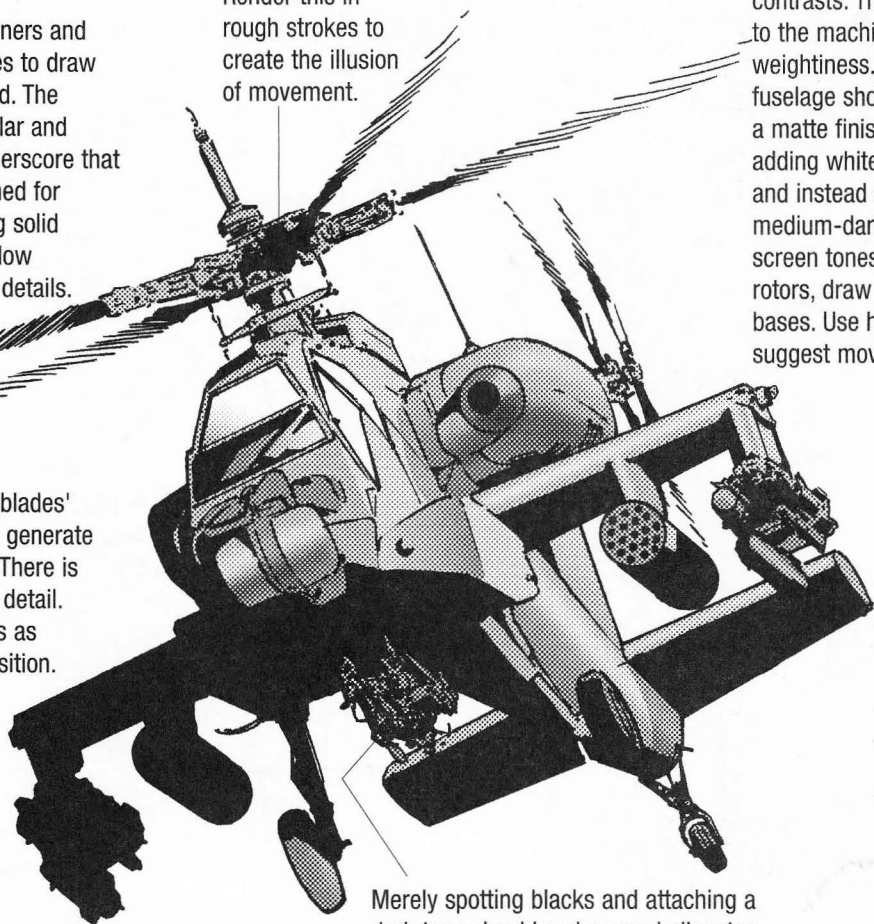 ners and
es to draw
d. The
lar and
erscore that
ned for
g solid
low
details.
Render this in
rough strokes to
create the illusion
of movement.
contrasts. Th
to the machi
weightiness.
fuselage sho
a matte finis
adding white
and instead
medium-dar
screen tones
rotors, draw
bases. Use h
suggest mov
blades'
generate
There is
detail.
s as
sition.
Merely spotting blacks and attaching a